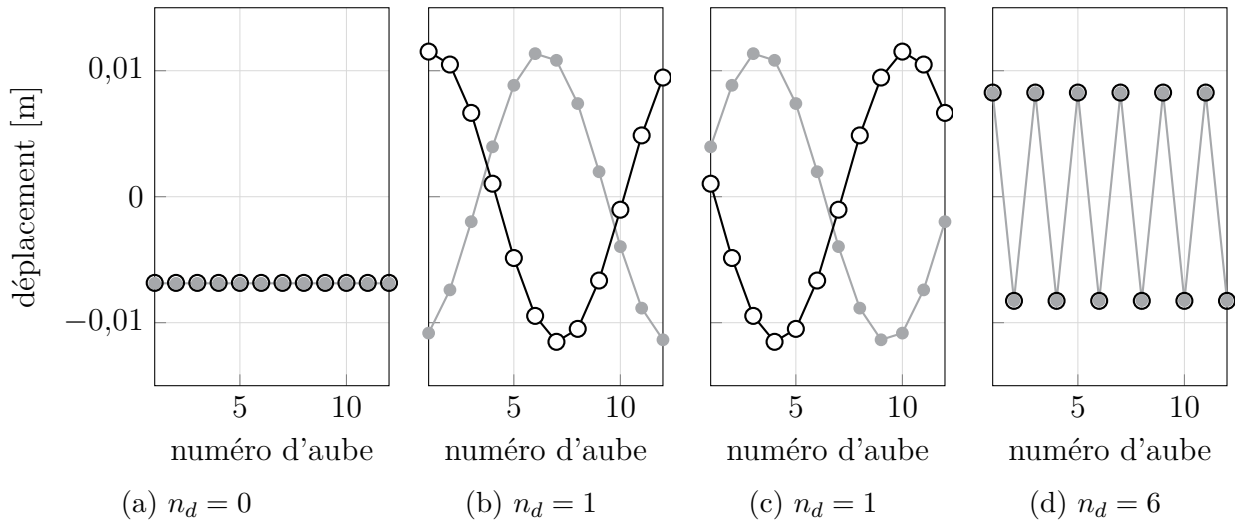 0,01
0
−0,01
déplacement [m]
5 10
5 10
5 10
5 10
numéro d'aube
numéro d'aube
numéro d'aube
numéro d'aube
(a) n_d = 0
(b) n_d = 1
(c) n_d = 1
(d) n_d = 6